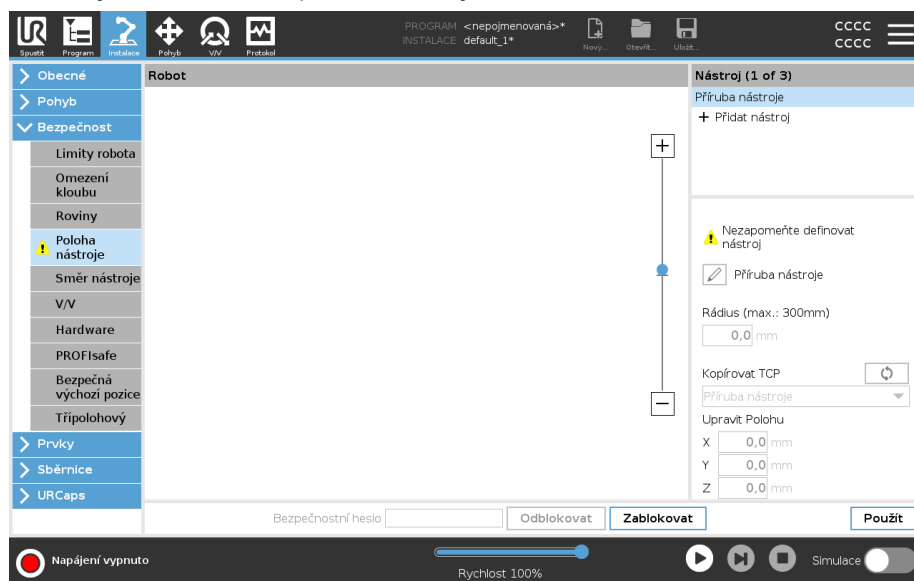 PROGRAM <nepojmenovaná>*
INSTALACE default_1*
Spustit
Program
Instalace
Pohyb
V/V
Protokol
Nový...
Otevřít...
Uložit...
CCCC
CCCC
Obecné
Pohyb
Bezpečnost
Limity robota
Omezení
kloubu
Roviny
Poloha
nástroje
Směr nástroje
V/V
Hardware
PROFIsafe
Bezpečná
výchozí pozice
Třípolohový
Prvky
Sběrnice
URCaps
Robot
Nástroj (1 of 3)
Příruba nástroje
+ Přidat nástroj
Nezapomeňte definovat
nástroj
Příruba nástroje
Rádius (max.: 300mm)
0,0 mm
Kopírovat TCP
Příruba nástroje
Upravit Polohu
X 0,0 mm
Y 0,0 mm
Z 0,0 mm
Bezpečnostní heslo
Odblokovat
Zablokovat
Použít
Napájení vypnuto
Rychlost 100%
Simulace